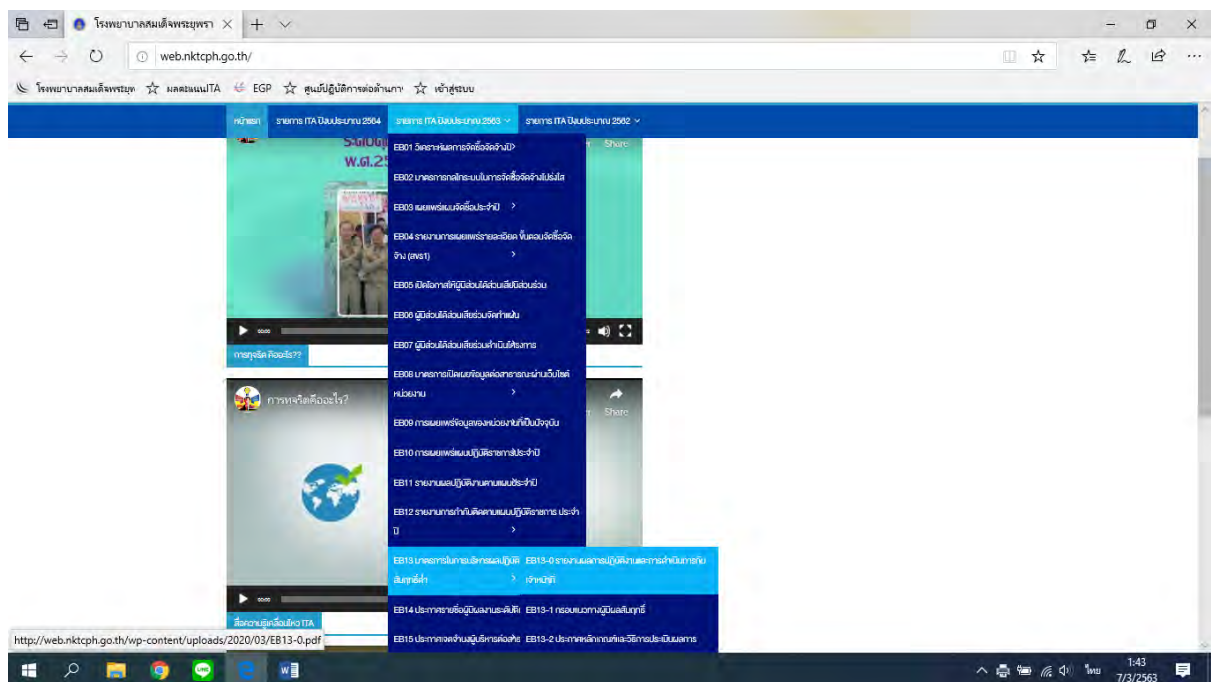 โรงพยาบาลสมเด็จพระยุพรา
web.nktcph.go.th/
โรงพยาบาลสมเด็จพระยุพ ผลคะแนนITA EGP ศูนย์ปฏิบัติการต่อต้านกา เข้าสู่ระบบ
หน้าแรก รายการ ITA ปีงบประมาณ 2564 รายการ ITA ปีงบประมาณ 2563 รายการ ITA ปีงบประมาณ 2562
พ.ศ.2
Share
EB01 วิเคราะห์ผลการจัดซื้อจัดจ้างปี
EB02 มาตรการกลไกระบบในการจัดซื้อจัดจ้างโปร่งใส
EB03 เผยแพร่แผนจัดซื้อประจำปี
EB04 รายงานการเผยแพร่รายละเอียด ขั้นตอนจัดซื้อจัด
จ้าง (สขร1)
EB05 เปิดโอกาสให้ผู้มีส่วนได้ส่วนเสียมีส่วนร่วม
EB06 ผู้มีส่วนได้ส่วนเสียร่วมจัดทำแผน
00:00
EB07 ผู้มีส่วนได้ส่วนเสียร่วมดำเนินโครงการ
การทุจริต คืออะไร??
EB08 มาตรการเปิดเผยข้อมูลต่อสาธารณะผ่านเว็บไซต์
หน่วยงาน
การทุจริตคืออะไร?
Share
EB09 การเผยแพร่ข้อมูลของหน่วยงานที่เป็นปัจจุบัน
EB10 การเผยแพร่แผนปฏิบัติราชการประจำปี
EB11 รายงานผลปฏิบัติงานตามแผนประจำปี
EB12 รายงานการกำกับติดตามแผนปฏิบัติราชการ ประจำ
ปี
EB13 มาตรการในการบริหารผลปฏิบัติ EB13-0 รายงานผลการปฏิบัติงานและการดำเนินการกับ
สัมฤทธิ์ต่ำ เจ้าหน้าที่
00:00
EB14 ประกาศรายชื่อผู้มีผลงานระดับดี EB13-1 กรอบแนวทางผู้มีผลสัมฤทธิ์
สื่อความรู้เคลื่อนไหว ITA
EB15 ประกาศเจตจำนงผู้บริหารต่อสา EB13-2 ประกาศหลักเกณฑ์และวิธีการประเมินผลการ
http://web.nktcph.go.th/wp-content/uploads/2020/03/EB13-0.pdf
ไทย
1:43
7/3/2563